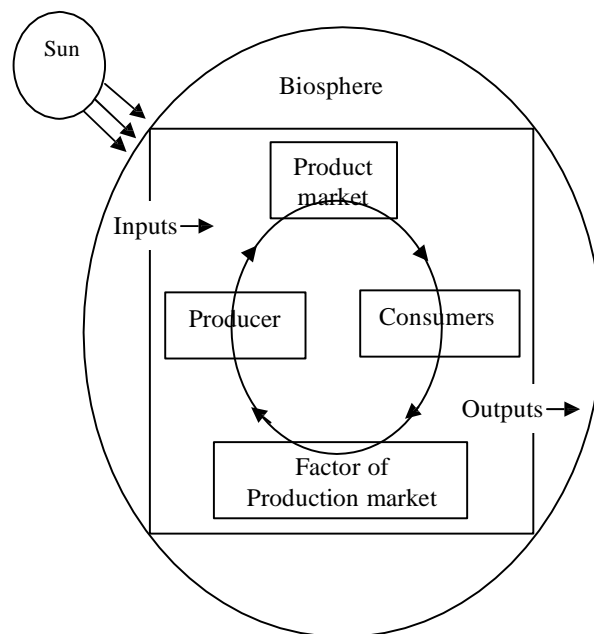 Sun
Biosphere
Product
market
Inputs
Producer
Consumers
Outputs
Factor of
Production market